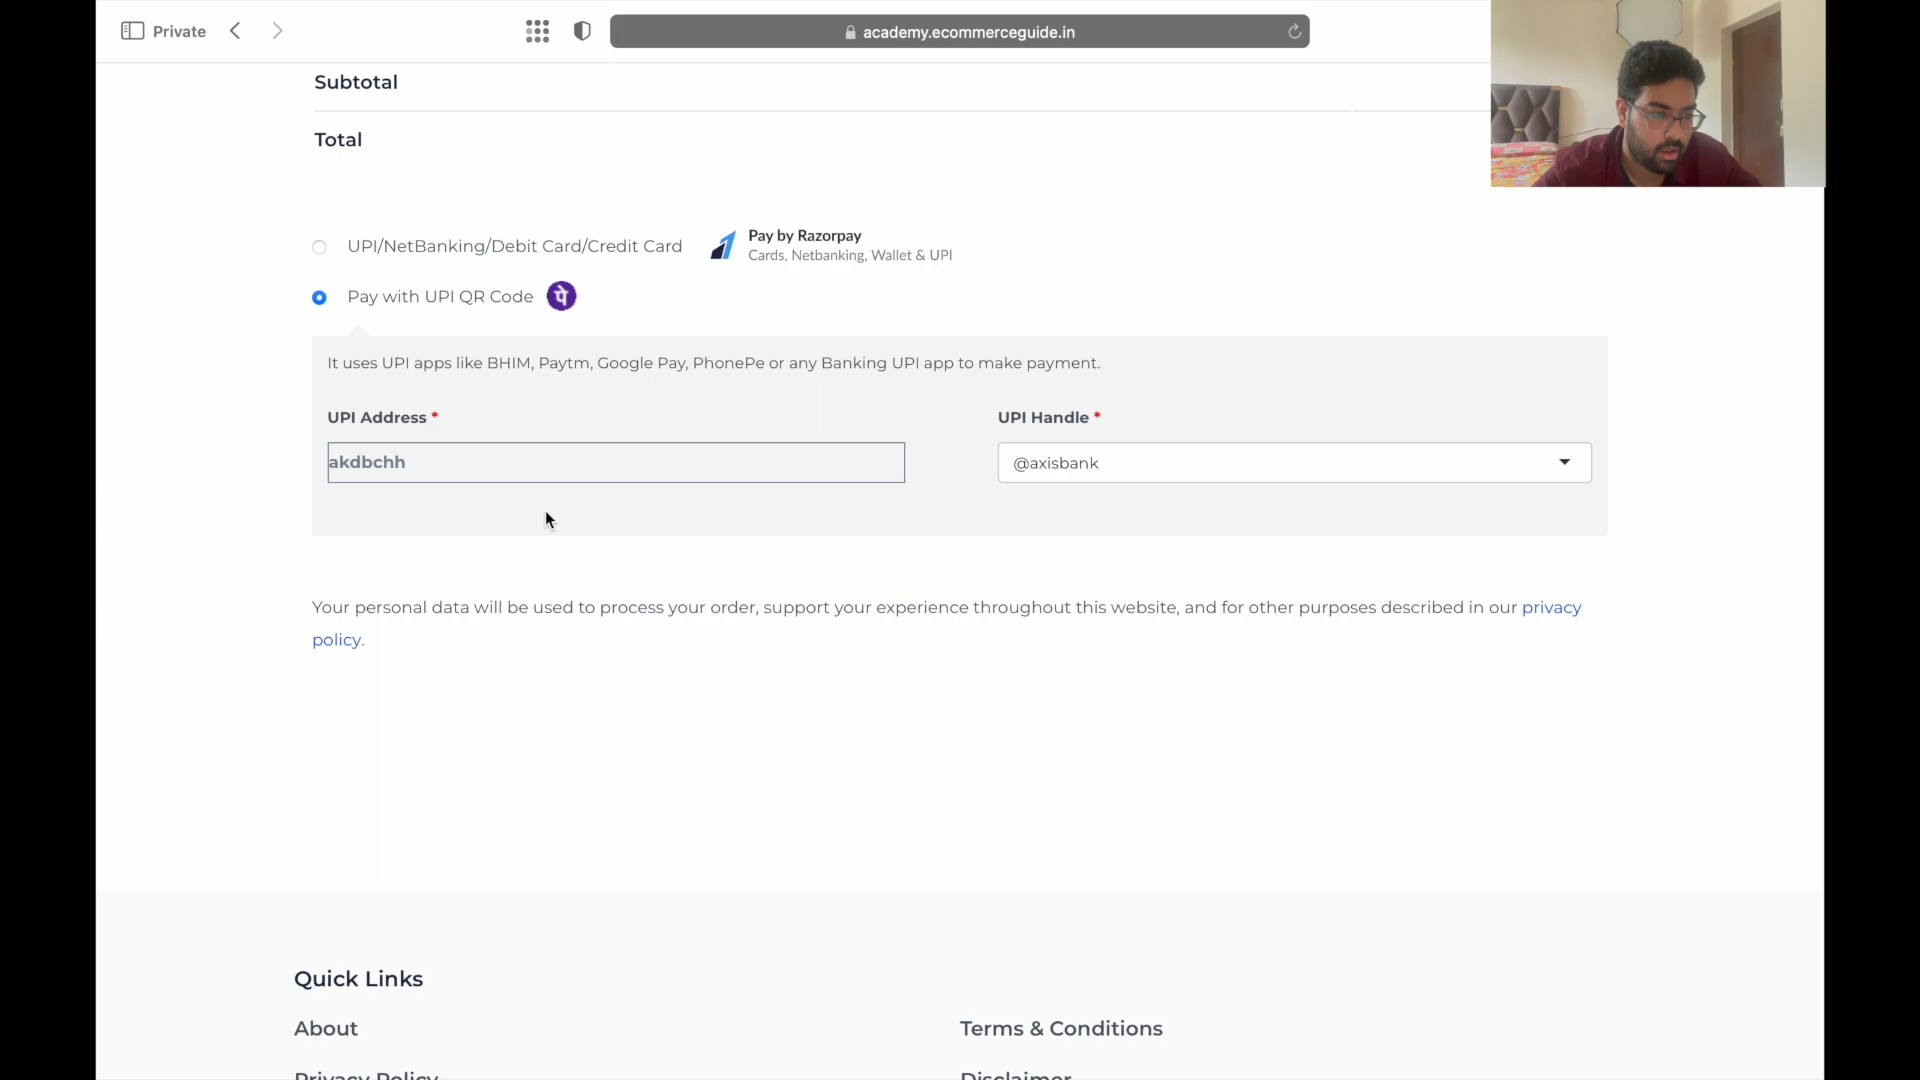 Private
academy.ecommerceguide.in
Subtotal
Total
UPI/NetBanking/Debit Card/Credit Card
Pay by Razorpay
Cards, Netbanking, Wallet & UPI
Pay with UPI QR Code
पे
It uses UPI apps like BHIM, Paytm, Google Pay, PhonePe or any Banking UPI app to make payment.
UPI Address *
UPI Handle *
akdbchh
@axisbank
Your personal data will be used to process your order, support your experience throughout this website, and for other purposes described in our privacy
policy.
Quick Links
About
Terms & Conditions
Privacy Policy
Disclaimer